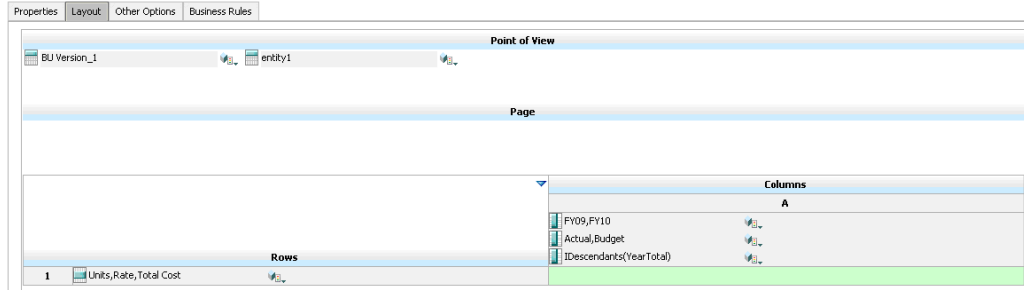 Properties Layout Other Options Business Rules
Point of View
BU Version_1 entity1
Page
Columns
A
FY09,FY10
Actual,Budget
IDescendants(YearTotal)
Rows
1 Units,Rate,Total Cost